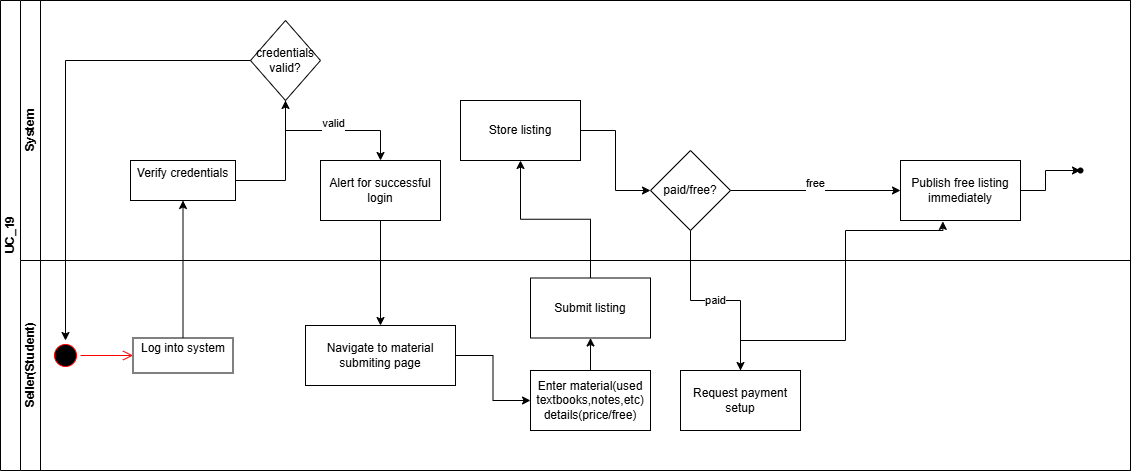 UC_19
System
Seller(Student)
credentials
valid?
valid
Verify credentials
Alert for successful
login
Store listing
paid/free?
free
Publish free listing
immediately
paid
Log into system
Navigate to material
submiting page
Submit listing
Enter material(used
textbooks,notes,etc)
details(price/free)
Request payment
setup